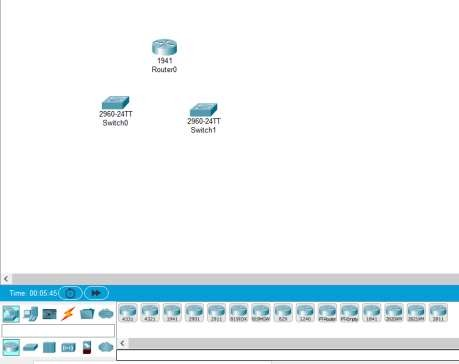 1941
Router0
2960-24TT
Switch0
2960-24TT
Switch1
Time: 00:05:45
4331 4321 1941 2901 2911 819IOX 819HGW 829 1240 PT-Router PT-Empty 1841 2620XM 2621XM 2811